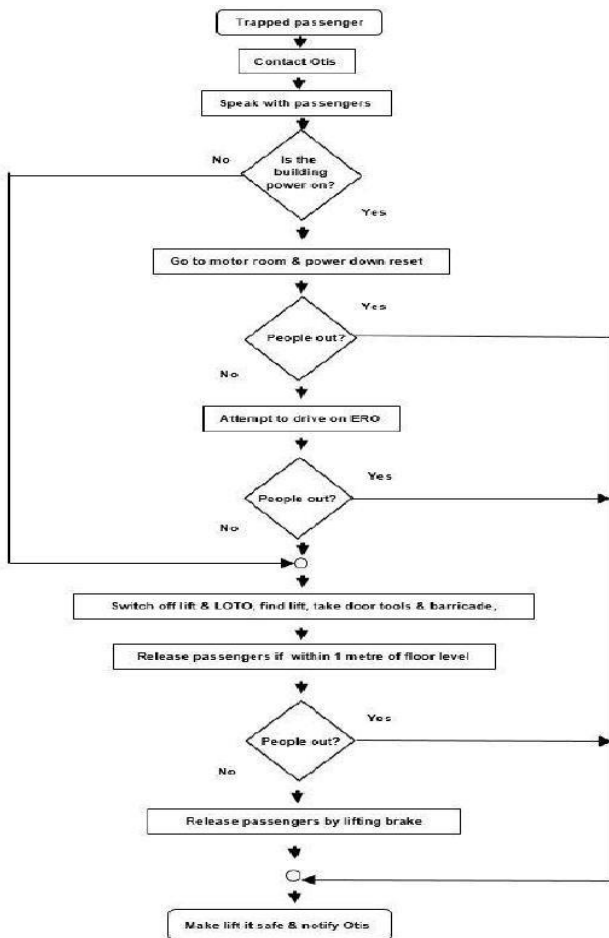 Trapped passenger
Contact Otis
Speak with passengers
No
Is the
building
power on?
Yes
Go to motor room & power down reset
Yes
People out?
No
Attempt to drive on ERO
Yes
People out?
No
Switch off lift & LOTO, find lift, take door tools & barricade,
Release passengers if within 1 metre of floor level
Yes
People out?
No
Release passengers by lifting brake
Make lift it safe & notify Otis